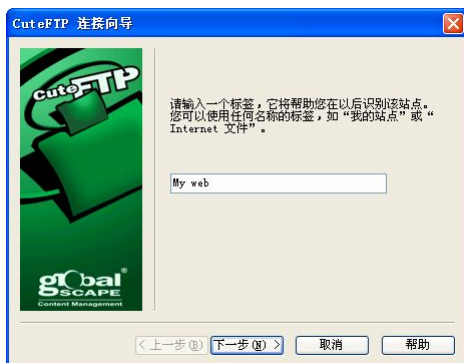 CuteFTP 连接向导
cuteFTP
请输入一个标签，它将帮助您在以后识别该站点。
您可以使用任何名称的标签，如“我的站点”或“
Internet 文件”。
My web
globalSCAPE
Content Management
<上一步(B) 下一步(N)> 取消 帮助